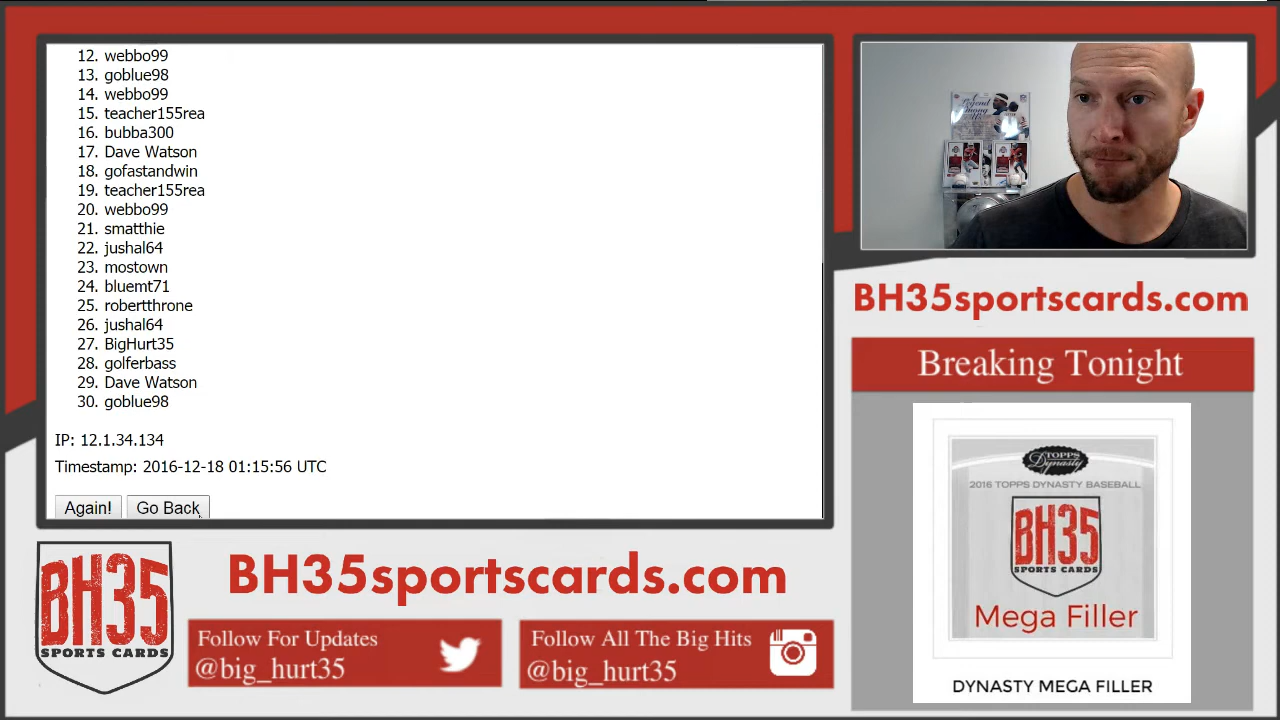 12. webbo99
13. goblue98
14. webbo99
15. teacher155rea
16. bubba300
17. Dave Watson
18. gofastandwin
19. teacher155rea
20. webbo99
21. smatthie
22. jushal64
23. mostown
24. bluemt71
25. robertthrone
26. jushal64
27. BigHurt35
28. golferbass
29. Dave Watson
30. goblue98
IP: 12.1.34.134
Timestamp: 2016-12-18 01:15:56 UTC
Again! Go Back
BH35
SPORTS CARDS
BH35sportscards.com
Follow For Updates
@big_hurt35
Follow All The Big Hits
@big_hurt35
Legend
BH35sportscards.com
Breaking Tonight
TOPPS
Dynasty
2016 TOPPS DYNASTY BASEBALL
BH35
SPORTS CARDS
Mega Filler
DYNASTY MEGA FILLER